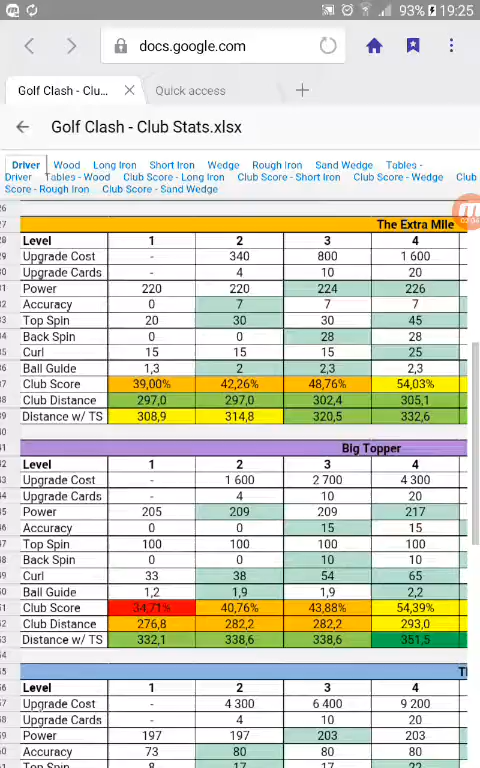 93% 19:25
docs.google.com
Golf Clash - Clu... Quick access
Golf Clash - Club Stats.xlsx
Driver Wood Long Iron Short Iron Wedge Rough Iron Sand Wedge Tables -
Driver Tables - Wood Club Score - Long Iron Club Score - Short Iron Club Score - Wedge Club
Score - Rough Iron Club Score - Sand Wedge
The Extra Mile
Level 1 2 3 4
Upgrade Cost - 340 800 1 600
Upgrade Cards - 4 10 20
Power 220 220 224 226
Accuracy 0 7 7 7
Top Spin 20 30 30 45
Back Spin 0 0 28 28
Curl 15 15 15 25
Ball Guide 1,3 2 2,3 2,3
Club Score 39,00% 42,26% 48,76% 54,03%
Club Distance 297,0 297,0 302,4 305,1
Distance w/ TS 308,9 314,8 320,5 332,6
Big Topper
Level 1 2 3 4
Upgrade Cost - 1 600 2 700 4 300
Upgrade Cards - 4 10 20
Power 205 209 209 217
Accuracy 0 0 15 15
Top Spin 100 100 100 100
Back Spin 0 0 10 10
Curl 33 38 54 65
Ball Guide 1,2 1,9 1,9 2,2
Club Score 34,71% 40,76% 43,88% 54,39%
Club Distance 276,8 282,2 282,2 293,0
Distance w/ TS 332,1 338,6 338,6 351,5
Level 1 2 3 4
Upgrade Cost - 4 300 6 400 9 200
Upgrade Cards - 4 10 20
Power 197 197 203 203
Accuracy 73 80 80 80
Top Spin 8 17 17 22